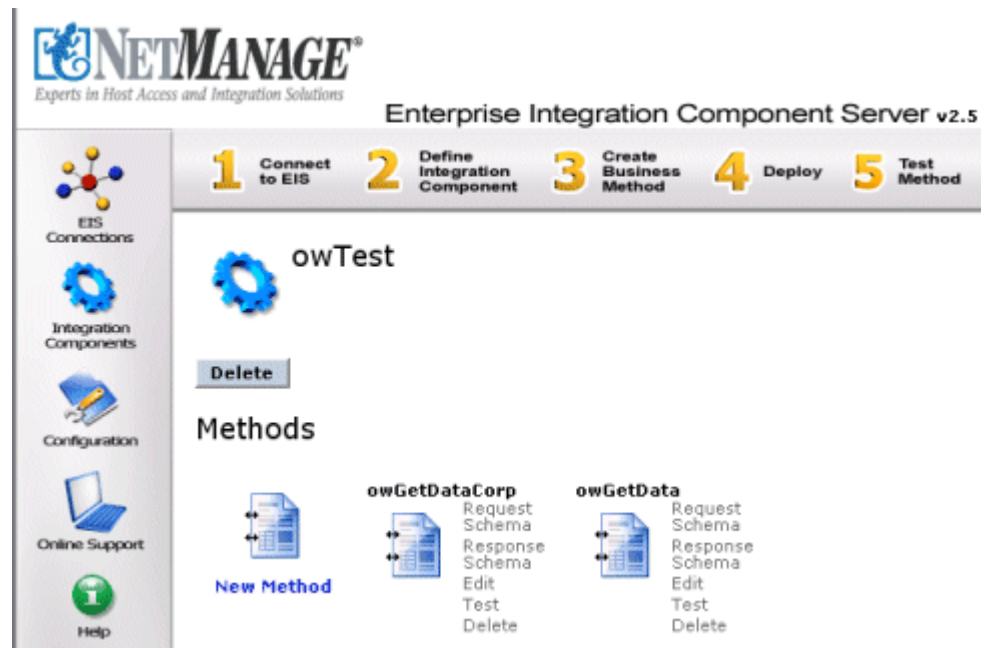 NETMANAGE®
Experts in Host Access and Integration Solutions
Enterprise Integration Component Server v2.5
1 Connect to EIS
2 Define Integration Component
3 Create Business Method
4 Deploy
5 Test Method
EIS
Connections
Integration
Components
Configuration
Online Support
Help
owTest
Delete
Methods
New Method
owGetDataCorp
Request
Schema
Response
Schema
Edit
Test
Delete
owGetData
Request
Schema
Response
Schema
Edit
Test
Delete